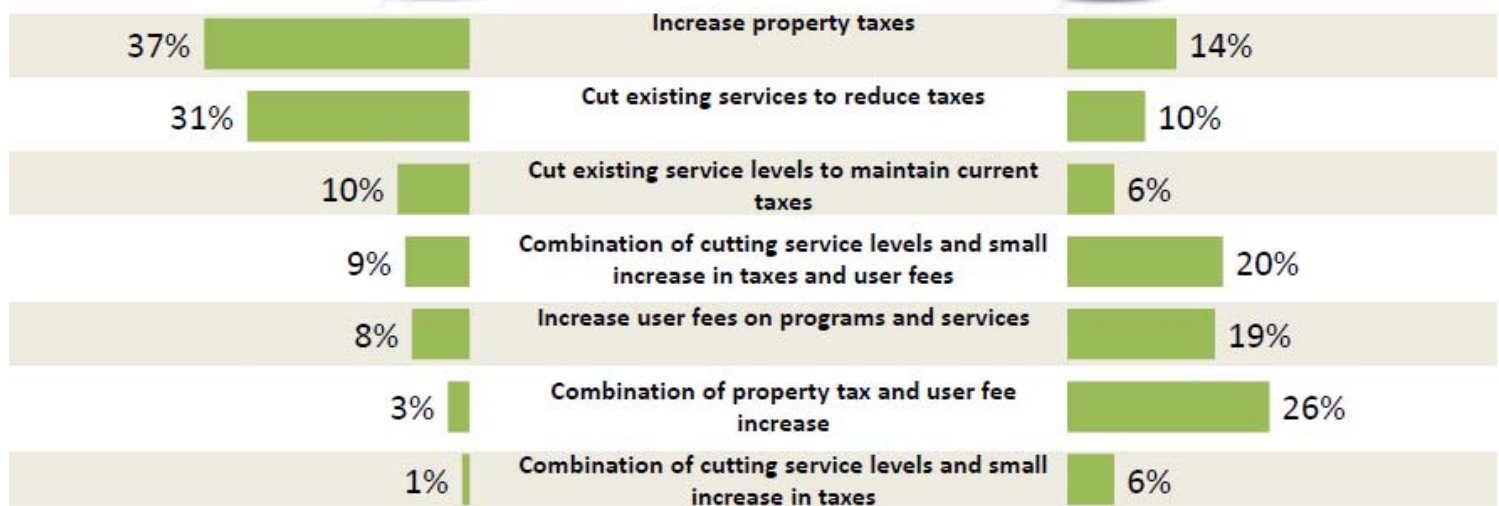 37% Increase property taxes 14%
31% Cut existing services to reduce taxes 10%
10% Cut existing service levels to maintain current 6%
taxes
9% Combination of cutting service levels and small 20%
increase in taxes and user fees
8% Increase user fees on programs and services 19%
3% Combination of property tax and user fee 26%
increase
1% Combination of cutting service levels and small 6%
increase in taxes